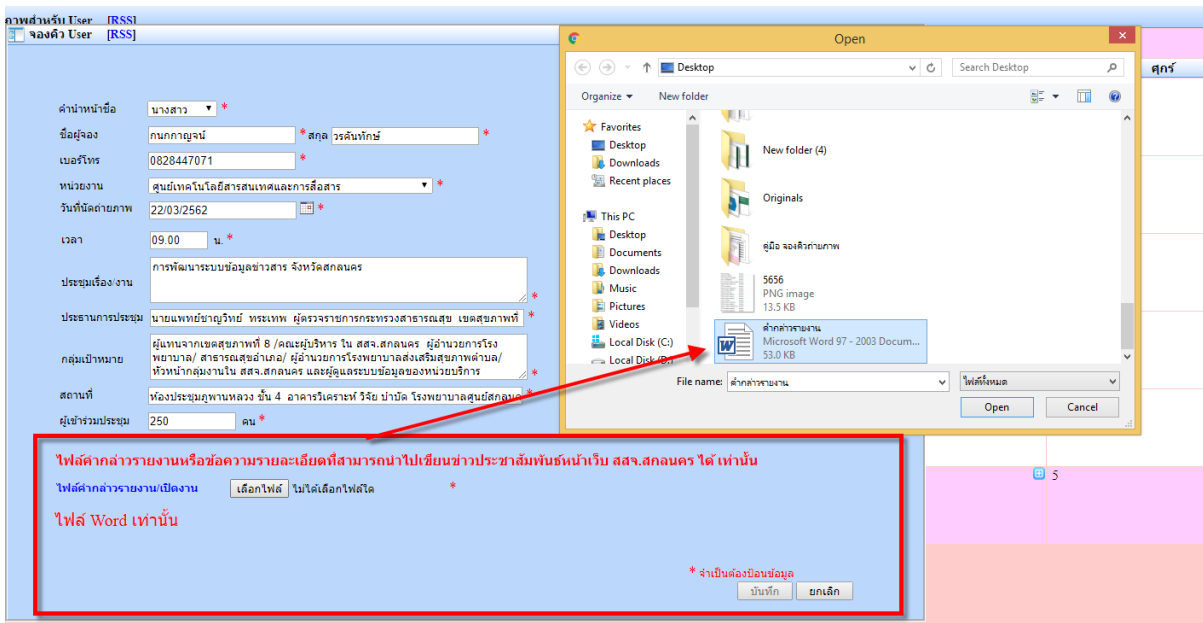 ภาพสำหรับ User [RSS]
จองคิว User [RSS]
ศุกร์
คำนำหน้าชื่อ นางสาว *
ชื่อผู้จอง กนกกาญจน์ * สกุล วรคันทักษ์ *
เบอร์โทร 0828447071 *
หน่วยงาน ศูนย์เทคโนโลยีสารสนเทศและการสื่อสาร *
วันที่นัดถ่ายภาพ 22/03/2562 *
เวลา 09.00 น. *
ประชุมเรื่อง/งาน การพัฒนาระบบข้อมูลข่าวสาร จังหวัดสกลนคร *
ประธานการประชุม นายแพทย์ชาญวิทย์ ทระเทพ ผู้ตรวจราชการกระทรวงสาธารณสุข เขตสุขภาพที่ *
กลุ่มเป้าหมาย ผู้แทนจากเขตสุขภาพที่ 8 /คณะผู้บริหาร ใน สสจ.สกลนคร ผู้อำนวยการโรง
พยาบาล/ สาธารณสุขอำเภอ/ ผู้อำนวยการโรงพยาบาลส่งเสริมสุขภาพตำบล/
หัวหน้ากลุ่มงานใน สสจ.สกลนคร และผู้ดูแลระบบข้อมูลของหน่วยบริการ *
สถานที่ ห้องประชุมภูพานหลวง ชั้น 4 อาคารวิเคราะห์ วิจัย บำบัด โรงพยาบาลศูนย์สกลนค *
ผู้เข้าร่วมประชุม 250 คน *
ไฟล์คำกล่าวรายงานหรือข้อความรายละเอียดที่สามารถนำไปเขียนข่าวประชาสัมพันธ์หน้าเว็บ สสจ.สกลนคร ได้ เท่านั้น
ไฟล์คำกล่าวรายงาน/เปิดงาน เลือกไฟล์ ไม่ได้เลือกไฟล์ใด *
ไฟล์ Word เท่านั้น
* จำเป็นต้องป้อนข้อมูล
บันทึก ยกเลิก
Open
Desktop
Search Desktop
Organize New folder
Favorites
Desktop
Downloads
Recent places
This PC
Desktop
Documents
Downloads
Music
Pictures
Videos
Local Disk (C:)
Local Disk (D:)
New folder (4)
Originals
คู่มือ จองคิวถ่ายภาพ
5656
PNG image
13.5 KB
คำกล่าวรายงาน
Microsoft Word 97 - 2003 Docum...
53.0 KB
File name: คำกล่าวรายงาน ไฟล์ทั้งหมด
Open Cancel
5